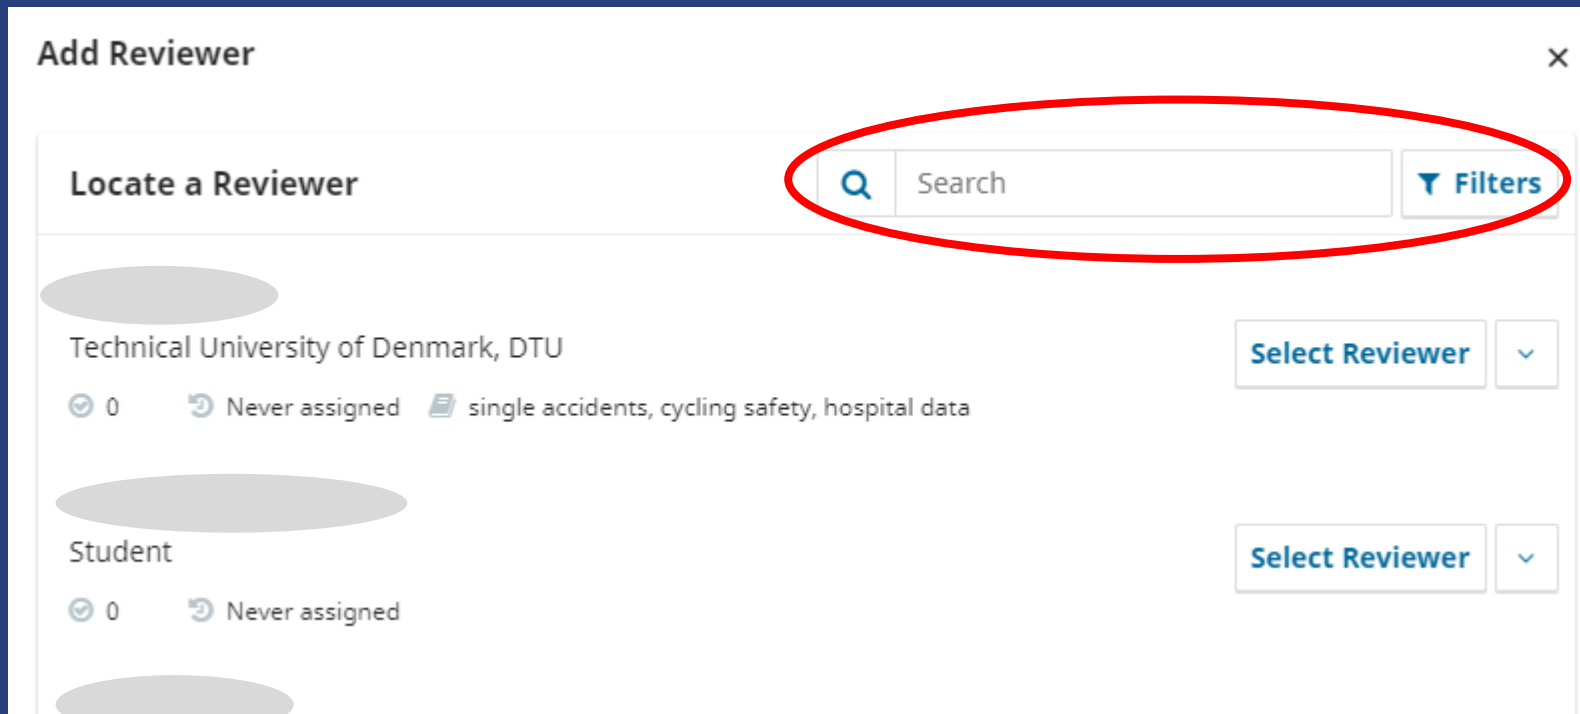 Add Reviewer
Locate a Reviewer
Search
Filters
Technical University of Denmark, DTU
Select Reviewer
0 Never assigned single accidents, cycling safety, hospital data
Student
Select Reviewer
0 Never assigned